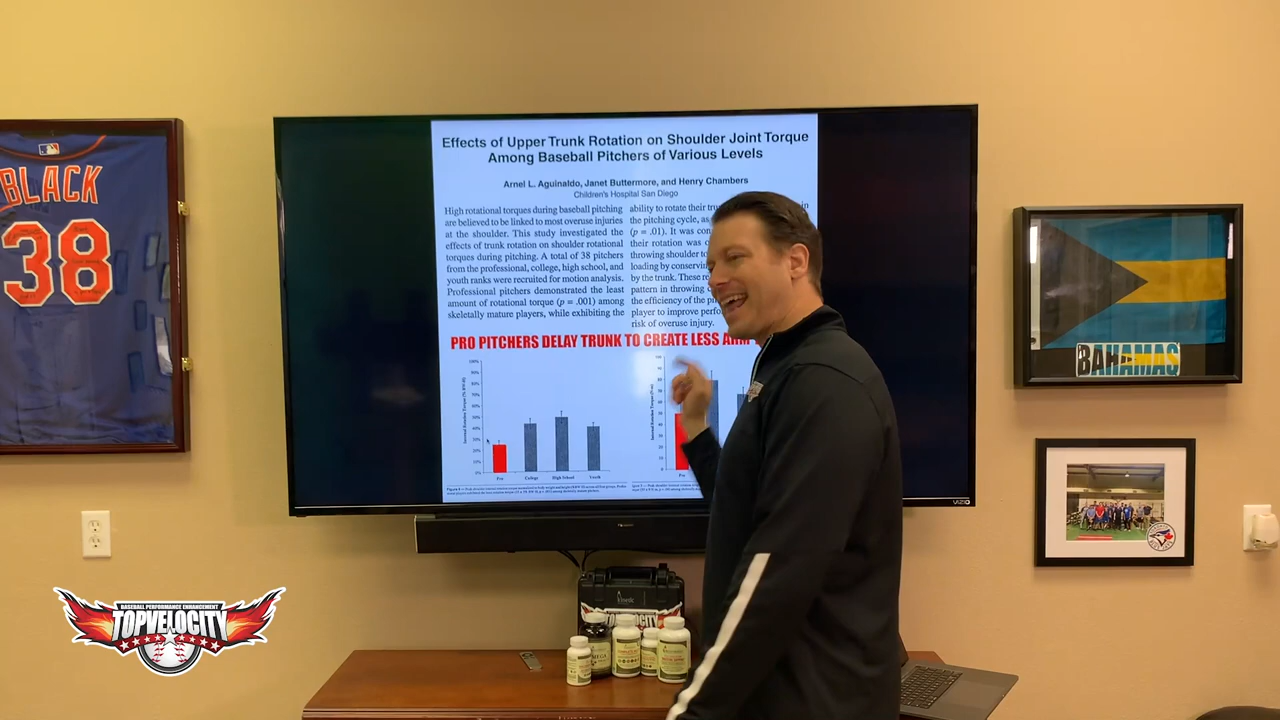 Effects of Upper Trunk Rotation on Shoulder Joint Torque
Among Baseball Pitchers of Various Levels
Arnel L. Aguinaldo, Janet Buttermore, and Henry Chambers
Children's Hospital San Diego
High rotational torques during baseball pitching
are believed to be linked to most overuse injuries
at the shoulder. This study investigated the
effects of trunk rotation on shoulder rotational
torques during pitching. A total of 38 pitchers
from the professional, college, high school, and
youth ranks were recruited for motion analysis.
Professional pitchers demonstrated the least
amount of rotational torque (p = .001) among
skeletally mature players, while exhibiting the
ability to rotate their
the pitching cycle, as
(p = .01). It was
their rotation was
throwing shoulder
loading by
by the trunk. These
pattern in throwing
the efficiency of the
player to improve
risk of overuse injury.
PRO PITCHERS DELAY TRUNK TO CREATE LESS ARM
Pro
College
High School
Youth
Pro
BLACK
38
BAHAMAS
VIZIO
BASEBALL PERFORMANCE ENHANCEMENT
TOPVELOCITY